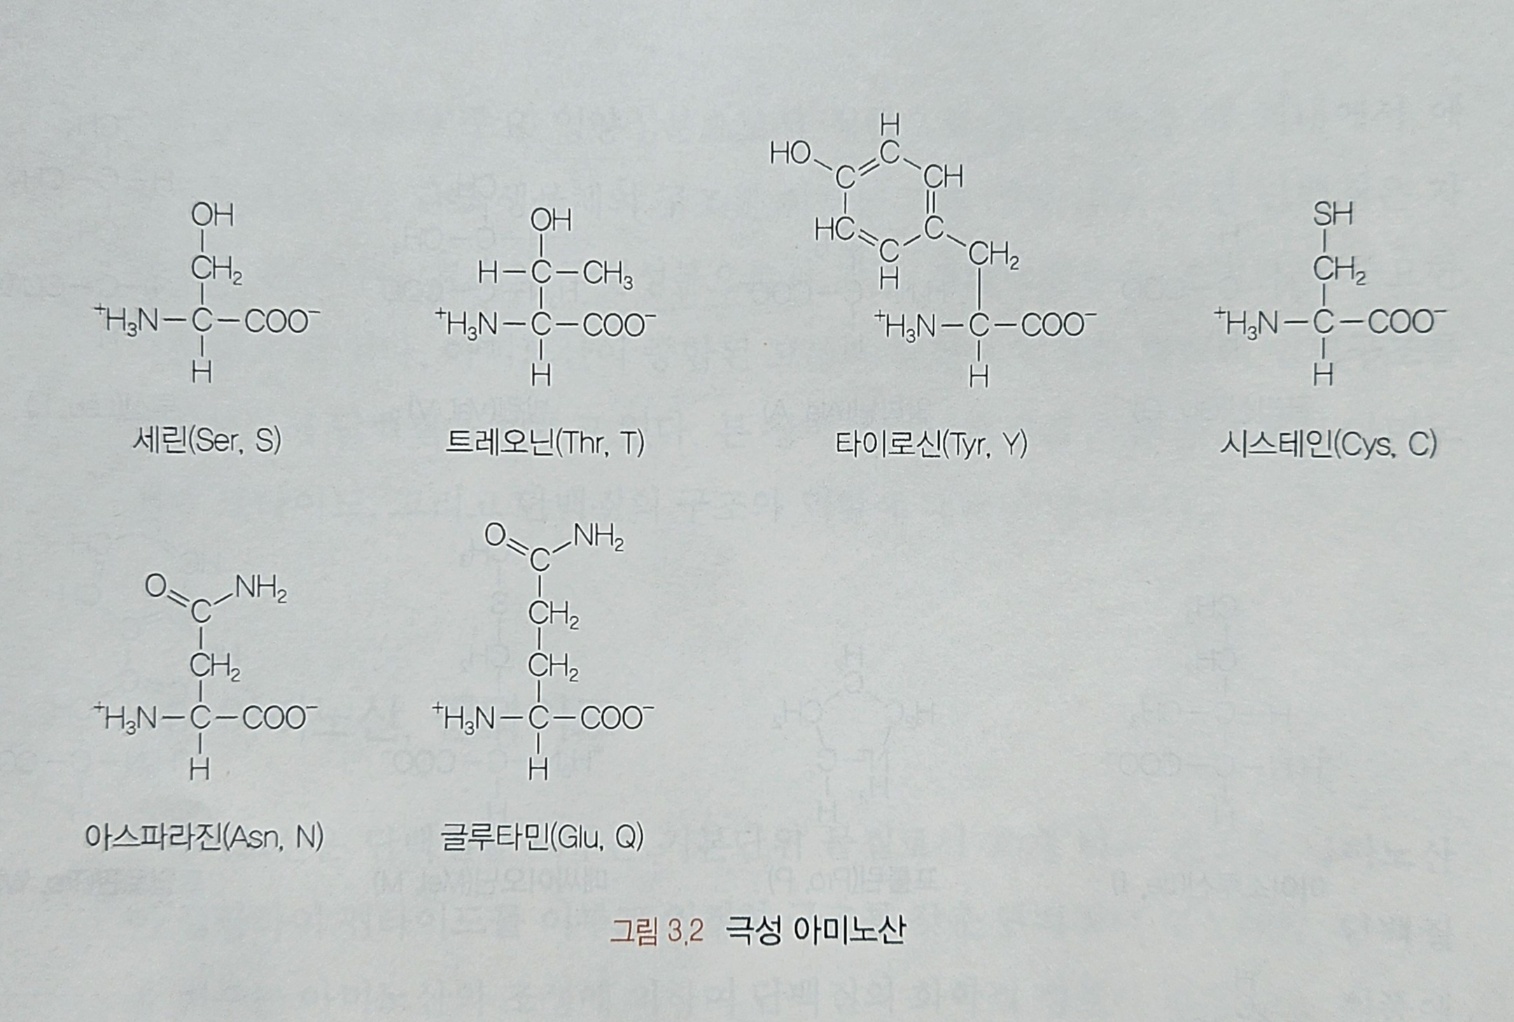 OH
CH₂
⁺H₃N—C—COO⁻
H
세린(Ser, S)
OH
H—C—CH₃
⁺H₃N—C—COO⁻
H
트레오닌(Thr, T)
H
HO C
C CH
HC C
C CH₂
H
⁺H₃N—C—COO⁻
H
타이로신(Tyr, Y)
SH
CH₂
⁺H₃N—C—COO⁻
H
시스테인(Cys, C)
O NH₂
C
CH₂
⁺H₃N—C—COO⁻
H
아스파라진(Asn, N)
O NH₂
C
CH₂
CH₂
⁺H₃N—C—COO⁻
H
글루타민(Glu, Q)
그림 3.2 극성 아미노산